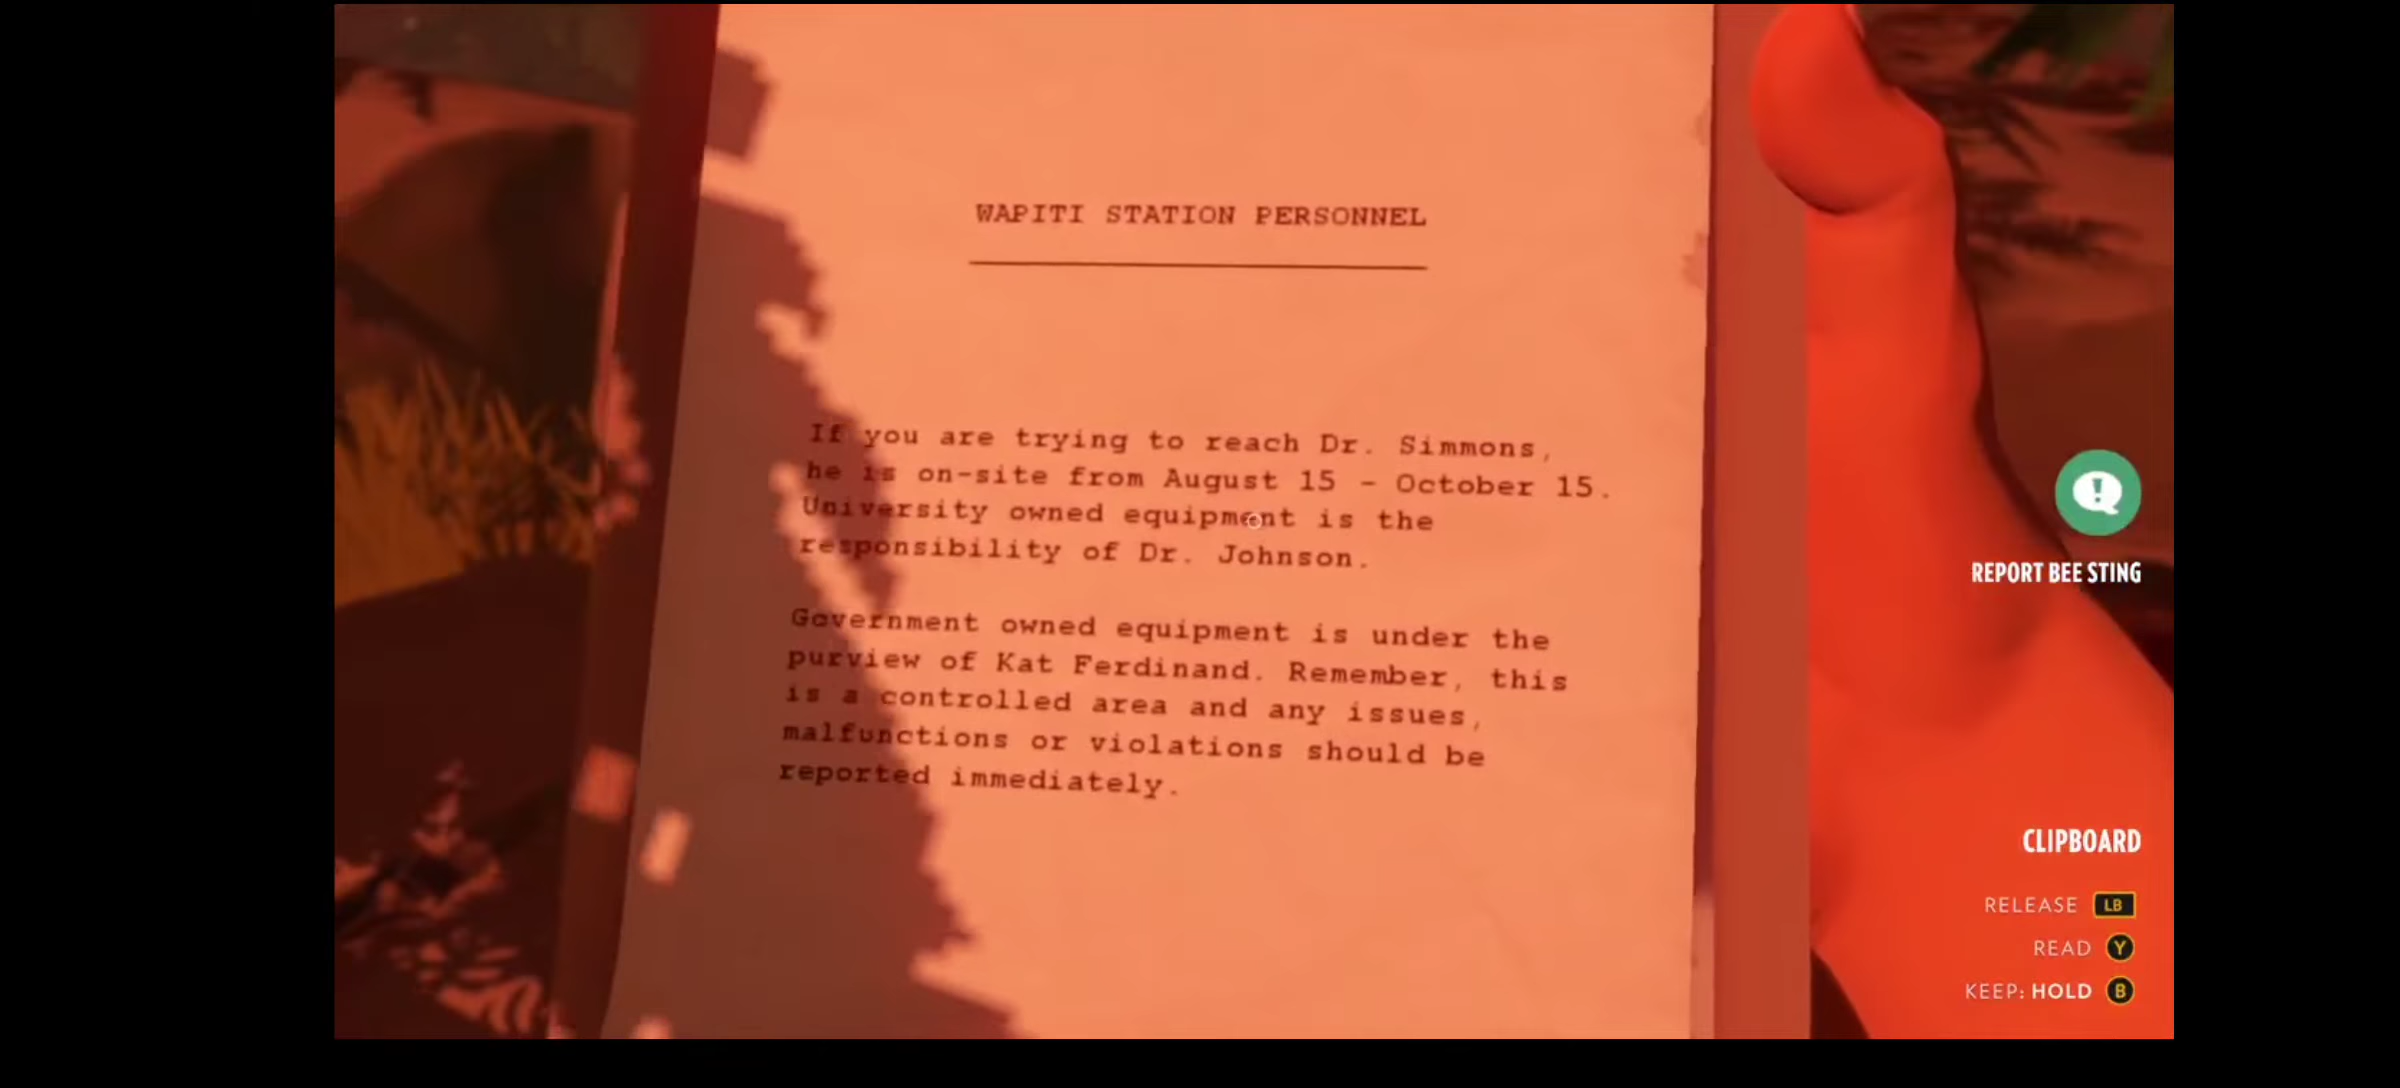 WAPITI STATION PERSONNEL
If you are trying to reach Dr. Simmons,
he is on-site from August 15 - October 15.
University owned equipment is the
responsibility of Dr. Johnson.
Government owned equipment is under the
purview of Kat Ferdinand. Remember, this
is a controlled area and any issues,
malfunctions or violations should be
reported immediately.
REPORT BEE STING
CLIPBOARD
RELEASE LB
READ Y
KEEP: HOLD B